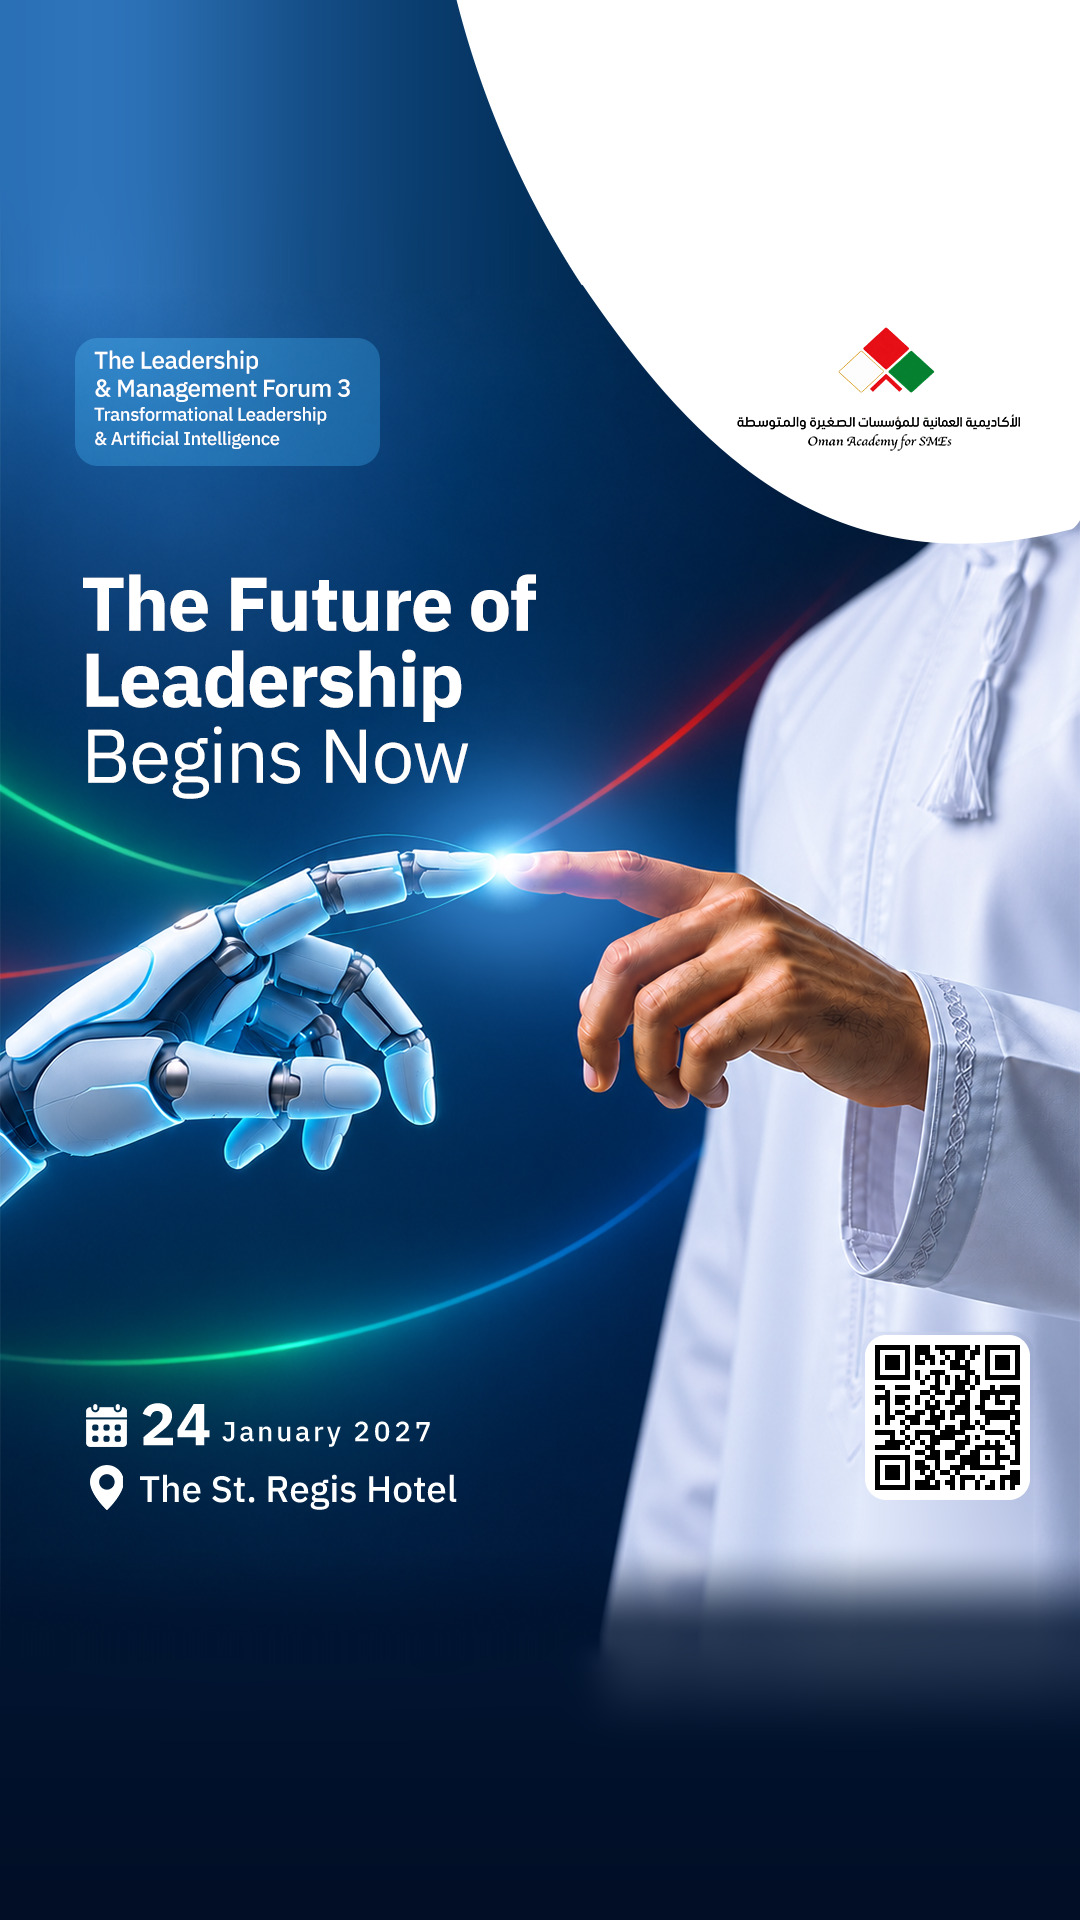 The Leadership
& Management Forum 3
Transformational Leadership
& Artificial Intelligence
الأكاديمية العمانية للمؤسسات الصغيرة والمتوسطة
Oman Academy for SMEs
The Future of
Leadership
Begins Now
24 January 2027
The St. Regis Hotel